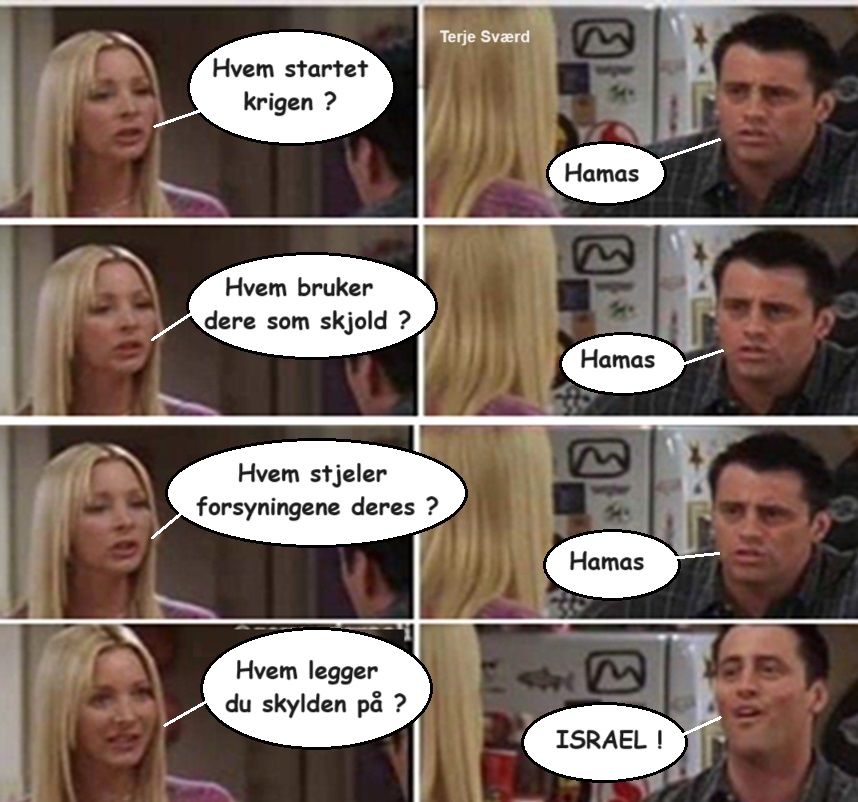 Hvem startet
krigen ?
Terje Sværd
Hamas
Hvem bruker
dere som skjold ?
Hamas
Hvem stjeler
forsyningene deres ?
Hamas
Hvem legger
du skylden på ?
ISRAEL !